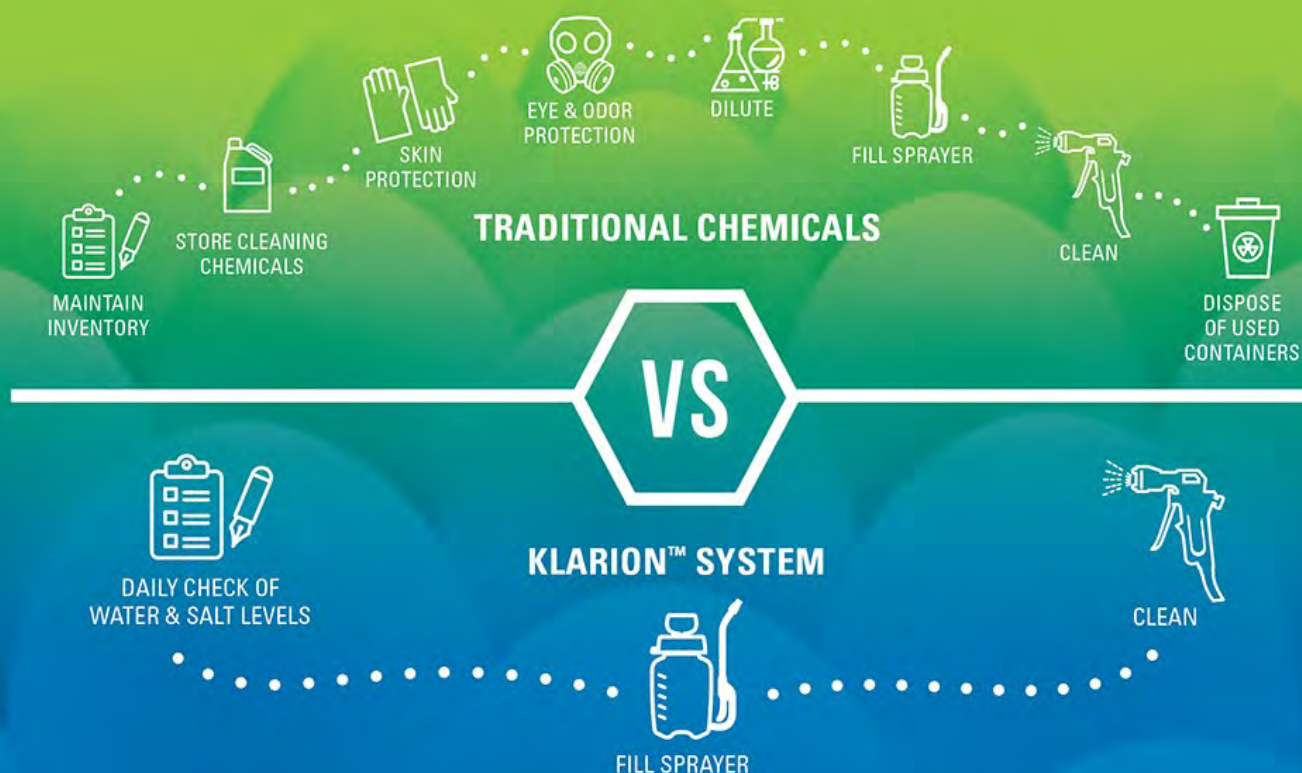 MAINTAIN
INVENTORY
STORE CLEANING
CHEMICALS
SKIN
PROTECTION
EYE & ODOR
PROTECTION
DILUTE
FILL SPRAYER
CLEAN
DISPOSE
OF USED
CONTAINERS
TRADITIONAL CHEMICALS
VS
KLARION™ SYSTEM
DAILY CHECK OF
WATER & SALT LEVELS
FILL SPRAYER
CLEAN